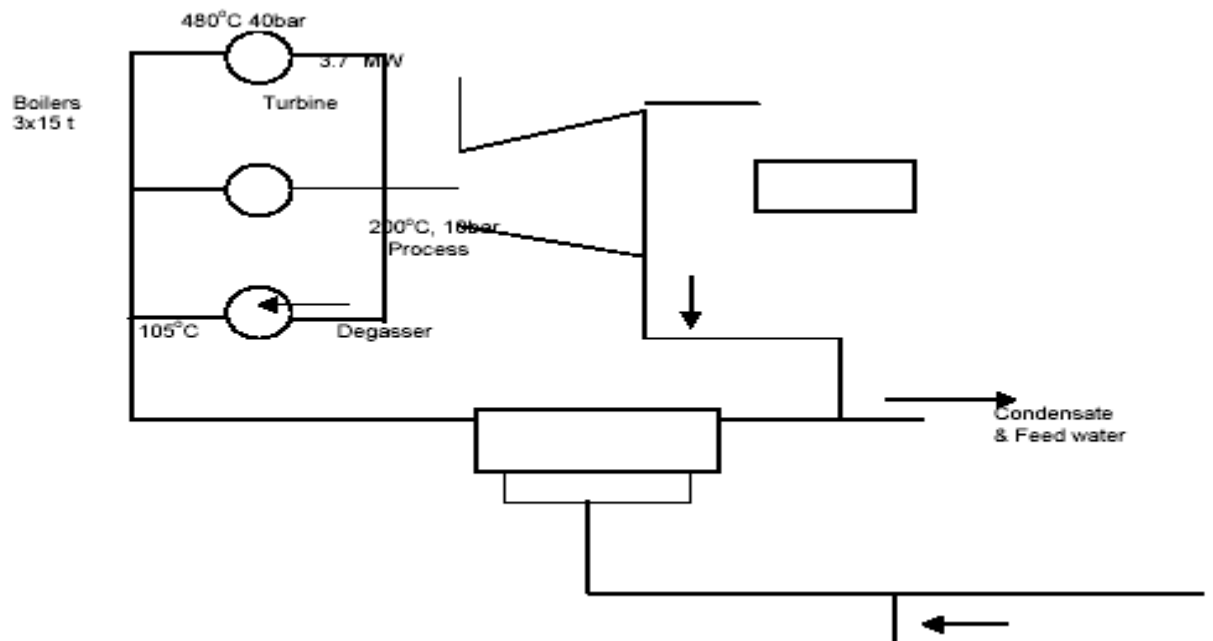 480°C 40bar
3.7 MW
Boilers
3x15 t
Turbine
200°C, 10bar
Process
105°C
Degasser
Condensate
& Feed water